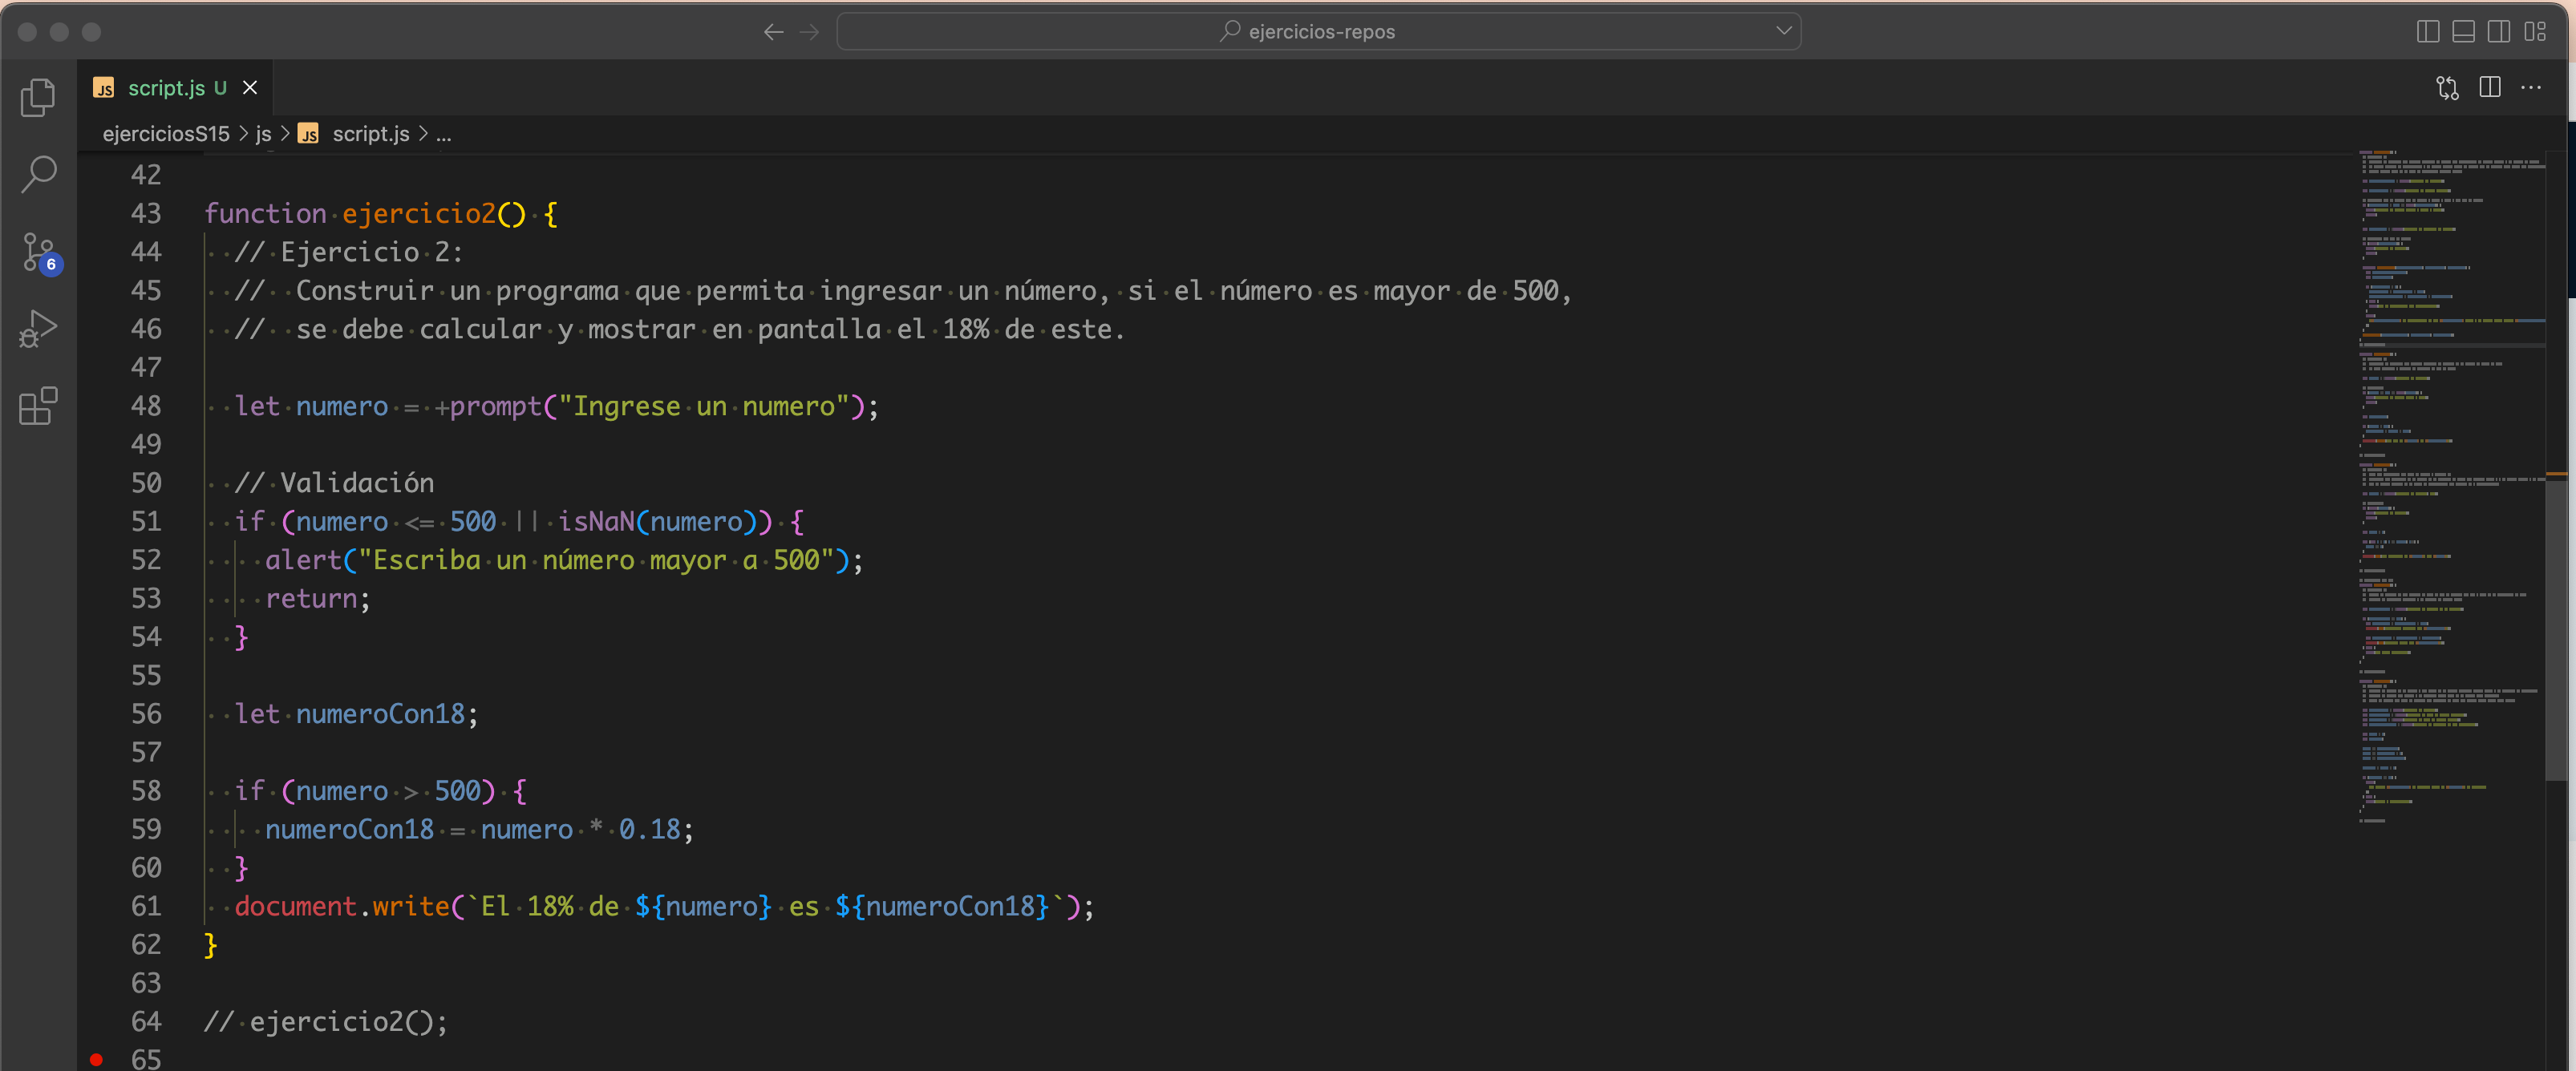 ejercicios-repos
JS script.js U
ejerciciosS15 > js > JS script.js > ...
6
42
43 function ejercicio2() {
44 // Ejercicio 2:
45 // Construir un programa que permita ingresar un número, si el número es mayor de 500,
46 // se debe calcular y mostrar en pantalla el 18% de este.
47
48 let numero = +prompt("Ingrese un numero");
49
50 // Validación
51 if (numero <= 500 || isNaN(numero)) {
52 alert("Escriba un número mayor a 500");
53 return;
54 }
55
56 let numeroCon18;
57
58 if (numero > 500) {
59 numeroCon18 = numero * 0.18;
60 }
61 document.write(`El 18% de ${numero} es ${numeroCon18}`);
62 }
63
64 // ejercicio2();
65